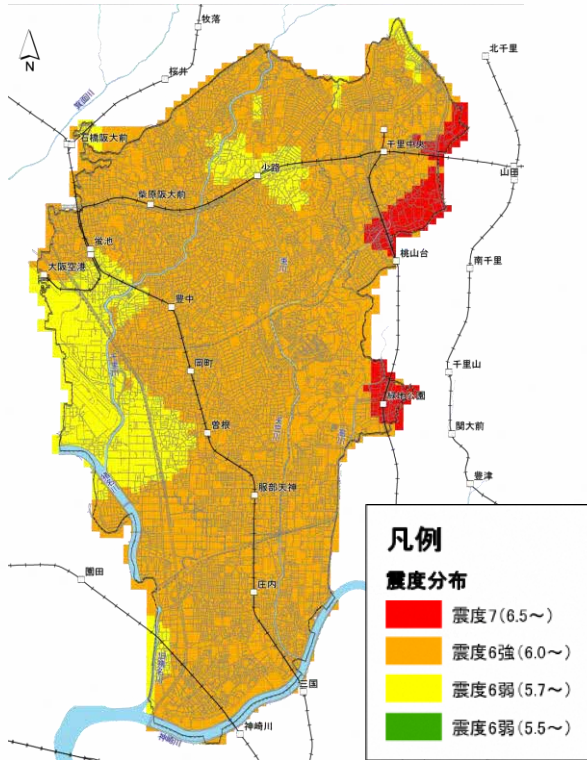 牧落
北千里
N
桜井
箕面川
石橋阪大前
千里中央
少路
山田
柴原阪大前
蛍池
桃山台
大阪空港
南千里
豊中
岡町
千里山
緑地公園
曽根
関大前
豊津
服部天神
園田
庄内
三国
神崎川
神崎川
凡例
震度分布
震度7(6.5～)
震度6強(6.0～)
震度6弱(5.7～)
震度6弱(5.5～)